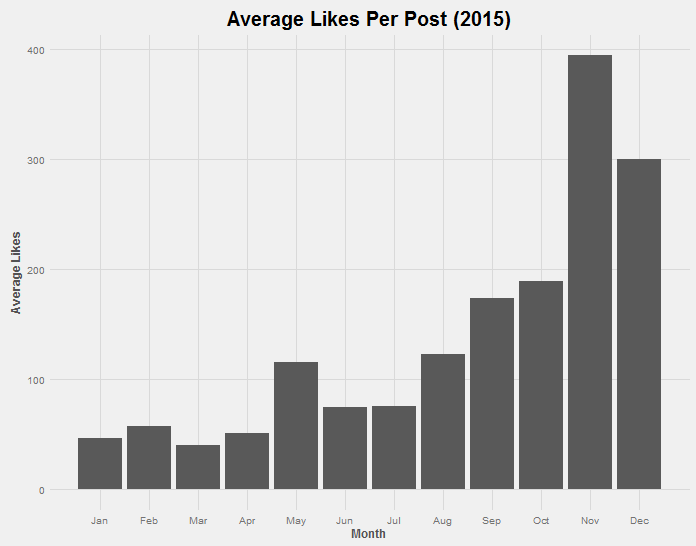 Average Likes Per Post (2015)
400
300
200
100
0
Average Likes
Jan Feb Mar Apr May Jun Jul Aug Sep Oct Nov Dec
Month